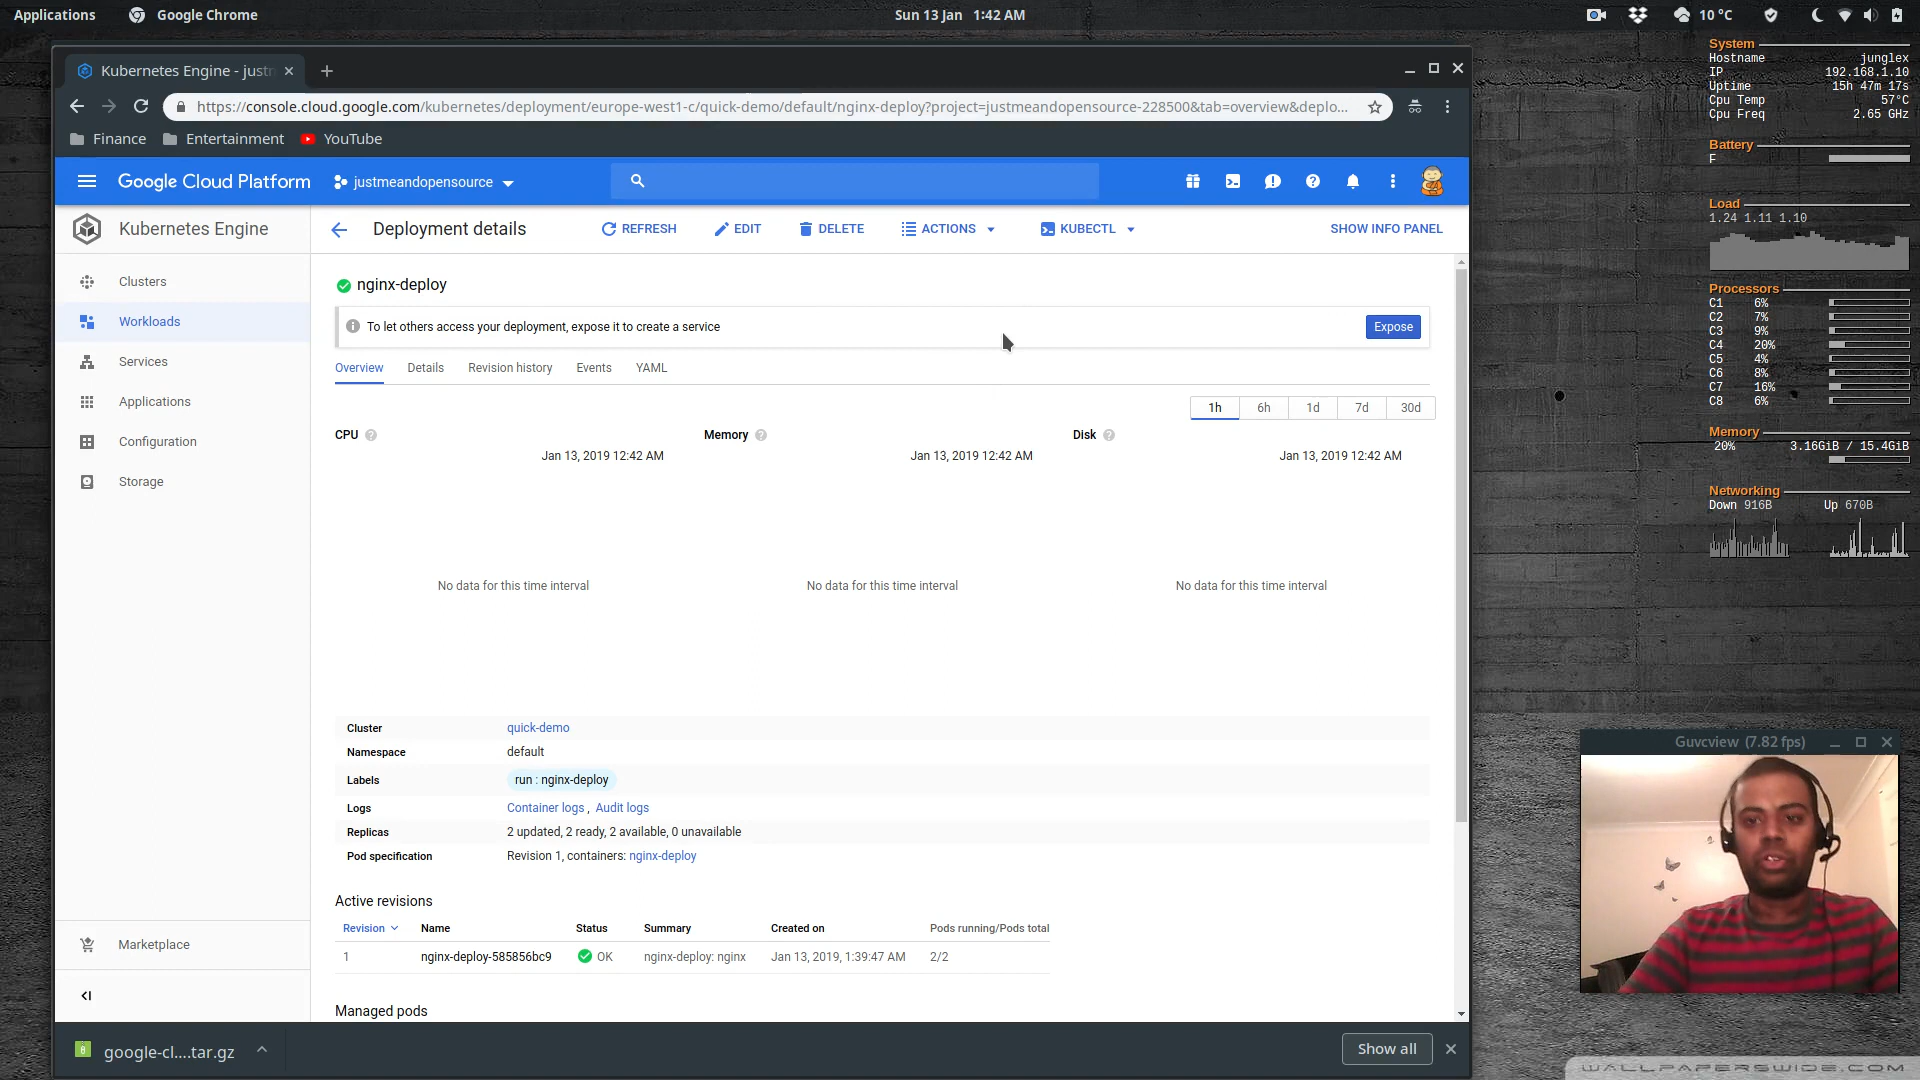 Applications
Google Chrome
Sun 13 Jan 1:42 AM
10 °C
Kubernetes Engine - justn
https://console.cloud.google.com/kubernetes/deployment/europe-west1-c/quick-demo/default/nginx-deploy?project=justmeandopensource-228500&tab=overview&deplo...
Finance
Entertainment
YouTube
Google Cloud Platform
justmeandopensource
Kubernetes Engine
Deployment details
REFRESH
EDIT
DELETE
ACTIONS
KUBECTL
SHOW INFO PANEL
Clusters
Workloads
Services
Applications
Configuration
Storage
Marketplace
nginx-deploy
To let others access your deployment, expose it to create a service
Expose
Overview
Details
Revision history
Events
YAML
1h
6h
1d
7d
30d
CPU
Memory
Disk
Jan 13, 2019 12:42 AM
Jan 13, 2019 12:42 AM
Jan 13, 2019 12:42 AM
No data for this time interval
No data for this time interval
No data for this time interval
Cluster quick-demo
Namespace default
Labels run : nginx-deploy
Logs Container logs , Audit logs
Replicas 2 updated, 2 ready, 2 available, 0 unavailable
Pod specification Revision 1, containers: nginx-deploy
Active revisions
Revision Name Status Summary Created on Pods running/Pods total
1 nginx-deploy-585856bc9 OK nginx-deploy: nginx Jan 13, 2019, 1:39:47 AM 2/2
Managed pods
google-cl....tar.gz
Show all
System
Hostname junglex
IP 192.168.1.10
Uptime 15h 47m 17s
Cpu Temp 57°C
Cpu Freq 2.65 GHz
Battery
F
Load
1.24 1.11 1.10
Processors
C1 6%
C2 7%
C3 9%
C4 20%
C5 4%
C6 8%
C7 16%
C8 6%
Memory
20% 3.16GiB / 15.4GiB
Networking
Down 916B Up 670B
Guvcview (7.82 fps)
WALLPAPERSWIDE.COM